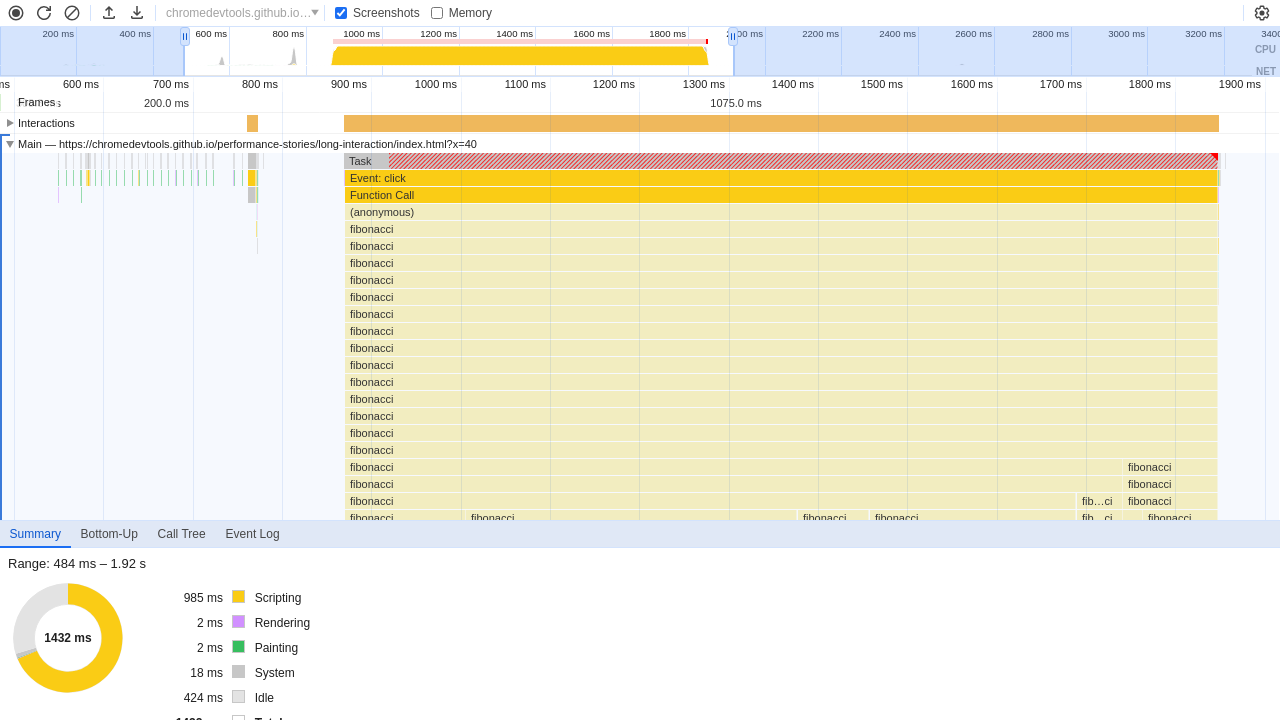 chromedevtools.github.io… Screenshots Memory
200 ms 400 ms 600 ms 800 ms 1000 ms 1200 ms 1400 ms 1600 ms 1800 ms 2200 ms 2400 ms 2600 ms 2800 ms 3000 ms 3200 ms
CPU
NET
ms 600 ms 700 ms 800 ms 900 ms 1000 ms 1100 ms 1200 ms 1300 ms 1400 ms 1500 ms 1600 ms 1700 ms 1800 ms 1900 ms
Frames 200.0 ms 1075.0 ms
Interactions
Main — https://chromedevtools.github.io/performance-stories/long-interaction/index.html?x=40
Task
Event: click
Function Call
(anonymous)
fibonacci
fibonacci
fibonacci
fibonacci
fibonacci
fibonacci
fibonacci
fibonacci
fibonacci
fibonacci
fibonacci
fibonacci
fibonacci
fibonacci
fibonacci fibonacci
fibonacci fibonacci
fibonacci fib…ci fibonacci
fibonacci fibonacci fibonacci fibonacci fib…ci fibonacci
Summary Bottom-Up Call Tree Event Log
Range: 484 ms – 1.92 s
1432 ms
985 ms Scripting
2 ms Rendering
2 ms Painting
18 ms System
424 ms Idle